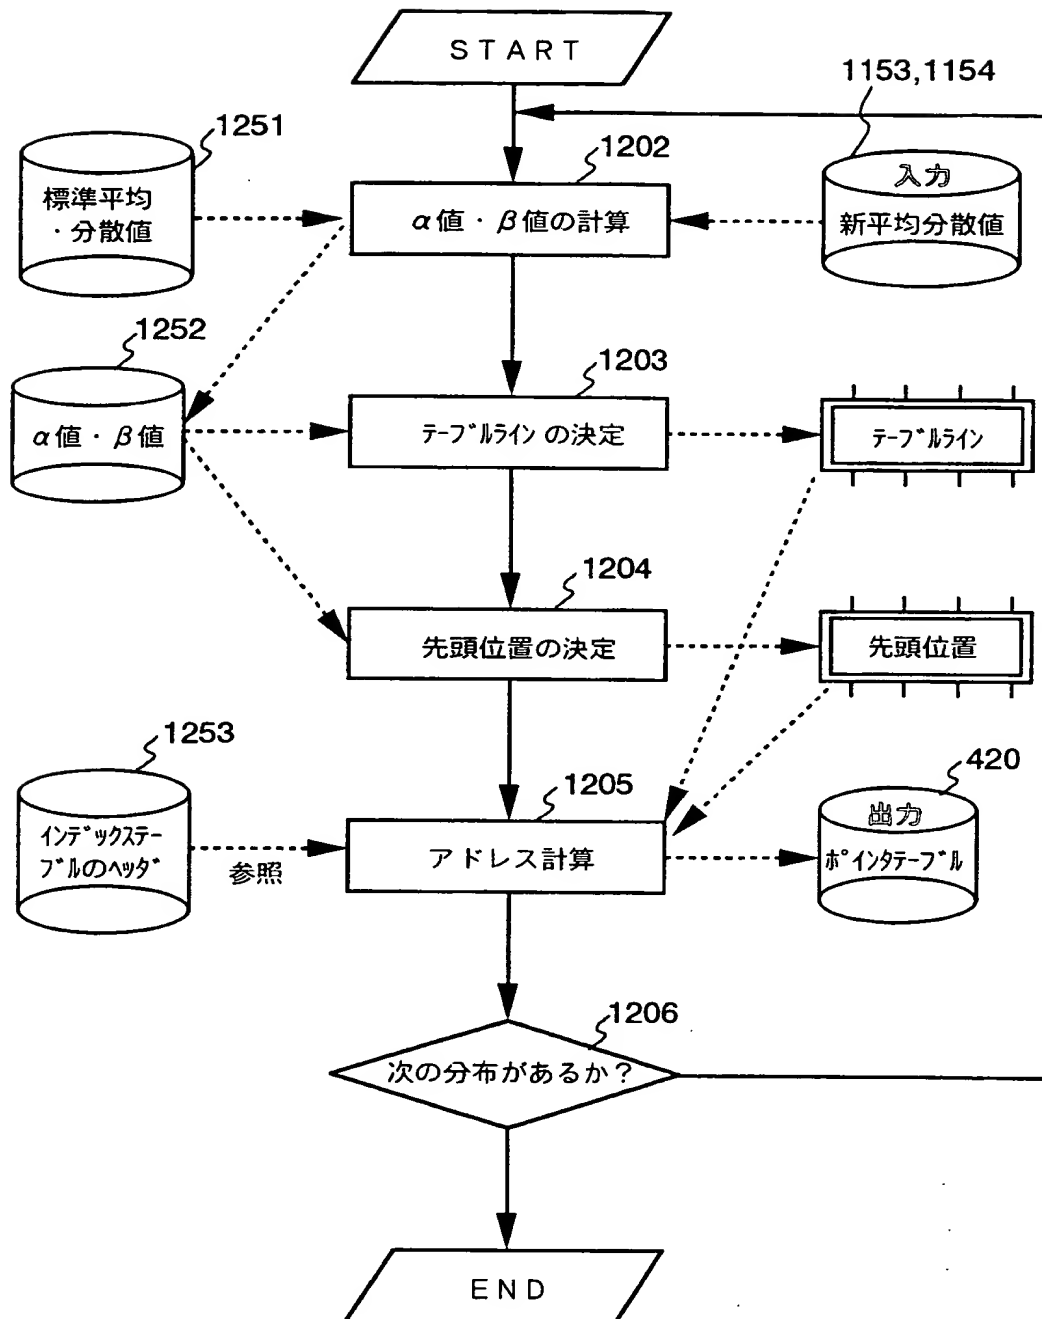 START
1153,1154
1251
1202
標準平均
・分散値
α値・β値の計算
入力
新平均分散値
1252
1203
α値・β値
テーブルラインの決定
テーブルライン
1204
先頭位置の決定
先頭位置
1253
1205
420
インデックステー
ブルのヘッダ
参照
アドレス計算
出力
ポインタテーブル
1206
次の分布があるか?
END